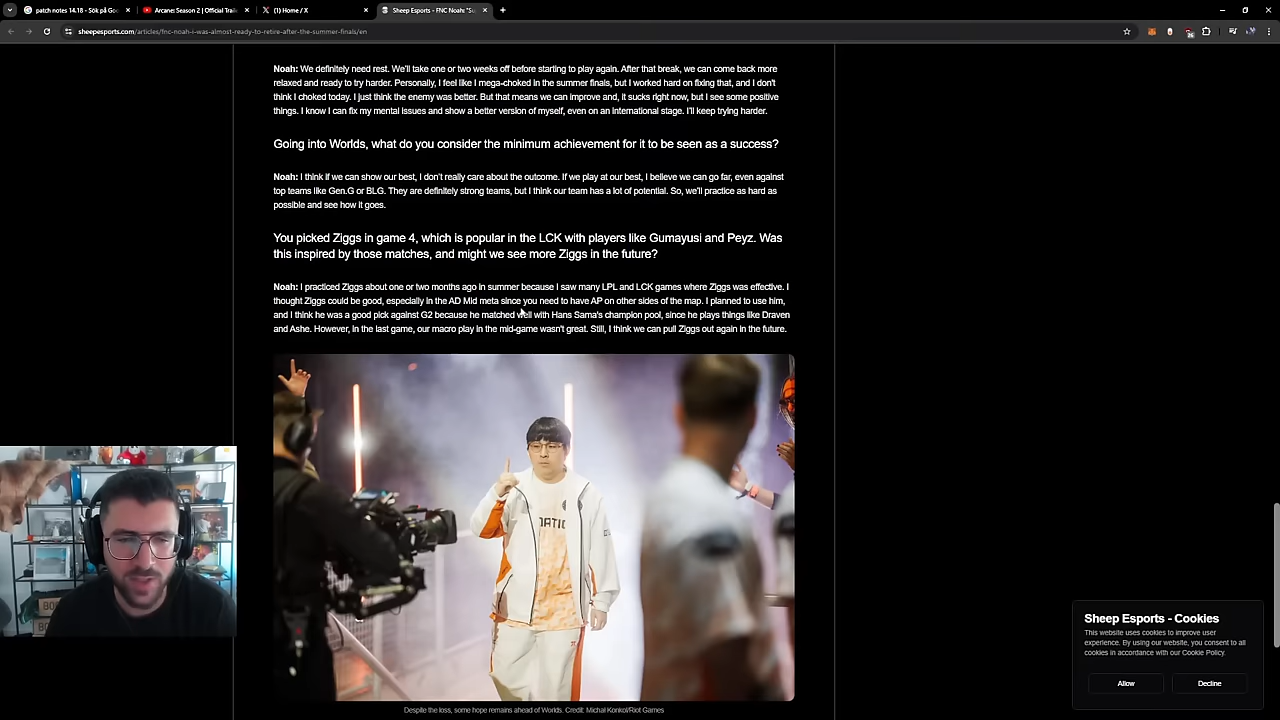 patch notes 14.18 - Sök på Goo
Arcane: Season 2 | Official Trail
(1) Home / X
Sheep Esports - FNC Noah: "Su
sheepesports.com/articles/fnc-noah-i-was-almost-ready-to-retire-after-the-summer-finals/en
Noah: We definitely need rest. We'll take one or two weeks off before starting to play again. After that break, we can come back more
relaxed and ready to try harder. Personally, I feel like I mega-choked in the summer finals, but I worked hard on fixing that, and I don't
think I choked today. I just think the enemy was better. But that means we can improve and, it sucks right now, but I see some positive
things. I know I can fix my mental issues and show a better version of myself, even on an international stage. I'll keep trying harder.
Going into Worlds, what do you consider the minimum achievement for it to be seen as a success?
Noah: I think if we can show our best, I don't really care about the outcome. If we play at our best, I believe we can go far, even against
top teams like Gen.G or BLG. They are definitely strong teams, but I think our team has a lot of potential. So, we'll practice as hard as
possible and see how it goes.
You picked Ziggs in game 4, which is popular in the LCK with players like Gumayusi and Peyz. Was
this inspired by those matches, and might we see more Ziggs in the future?
Noah: I practiced Ziggs about one or two months ago in summer because I saw many LPL and LCK games where Ziggs was effective. I
thought Ziggs could be good, especially in the AD Mid meta since you need to have AP on other sides of the map. I planned to use him,
and I think he was a good pick against G2 because he matched well with Hans Sama's champion pool, since he plays things like Draven
and Ashe. However, in the last game, our macro play in the mid-game wasn't great. Still, I think we can pull Ziggs out again in the future.
Despite the loss, some hope remains ahead of Worlds. Credit: Michal Konkol/Riot Games
Sheep Esports - Cookies
This website uses cookies to improve user
experience. By using our website, you consent to all
cookies in accordance with our Cookie Policy.
Allow
Decline